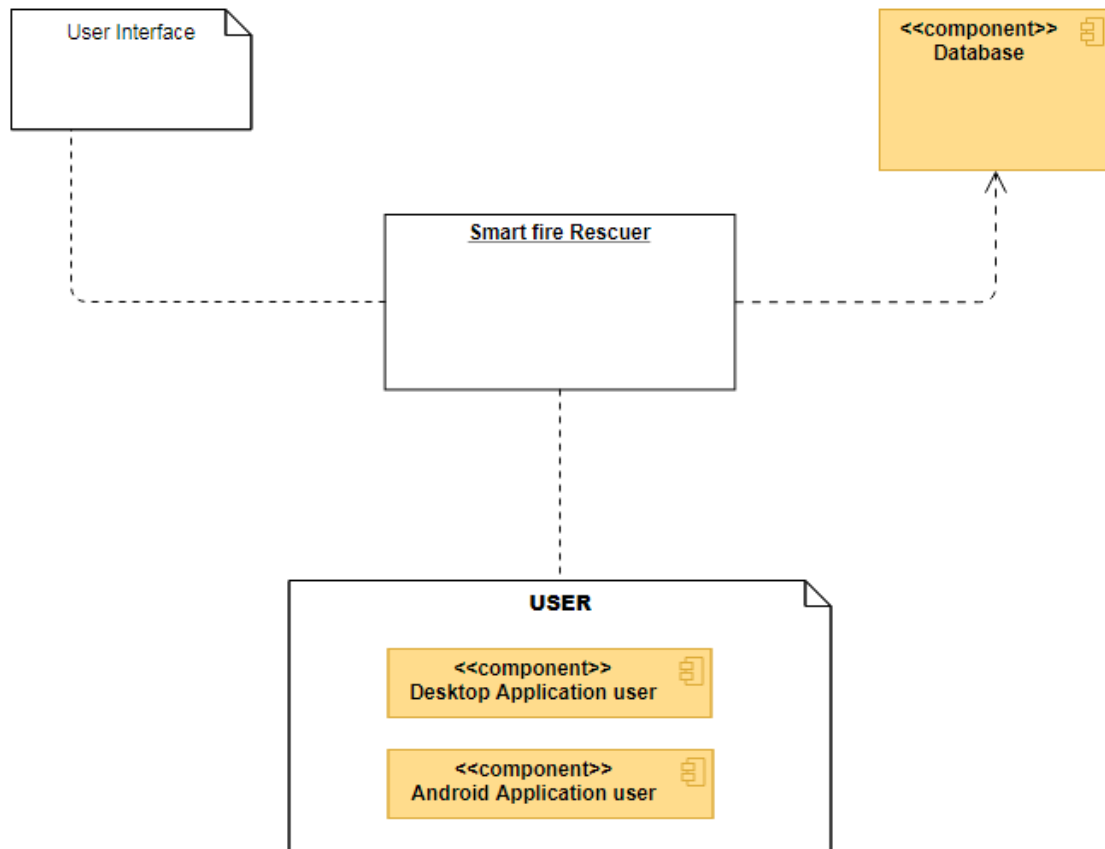 User Interface
<<component>>
Database
Smart fire Rescuer
USER
<<component>>
Desktop Application user
<<component>>
Android Application user